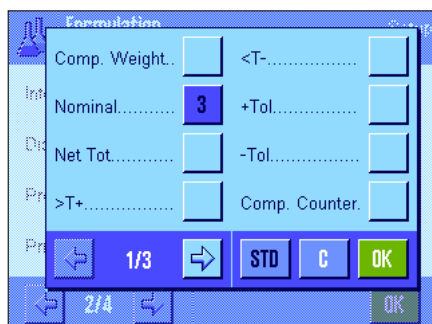 Formulation
Comp. Weight..
<T-................
Nominal........... 3
+Tol................
Net Tot............
-Tol................
>T+................
Comp. Counter.
1/3
STD
C
OK
2/4
OK